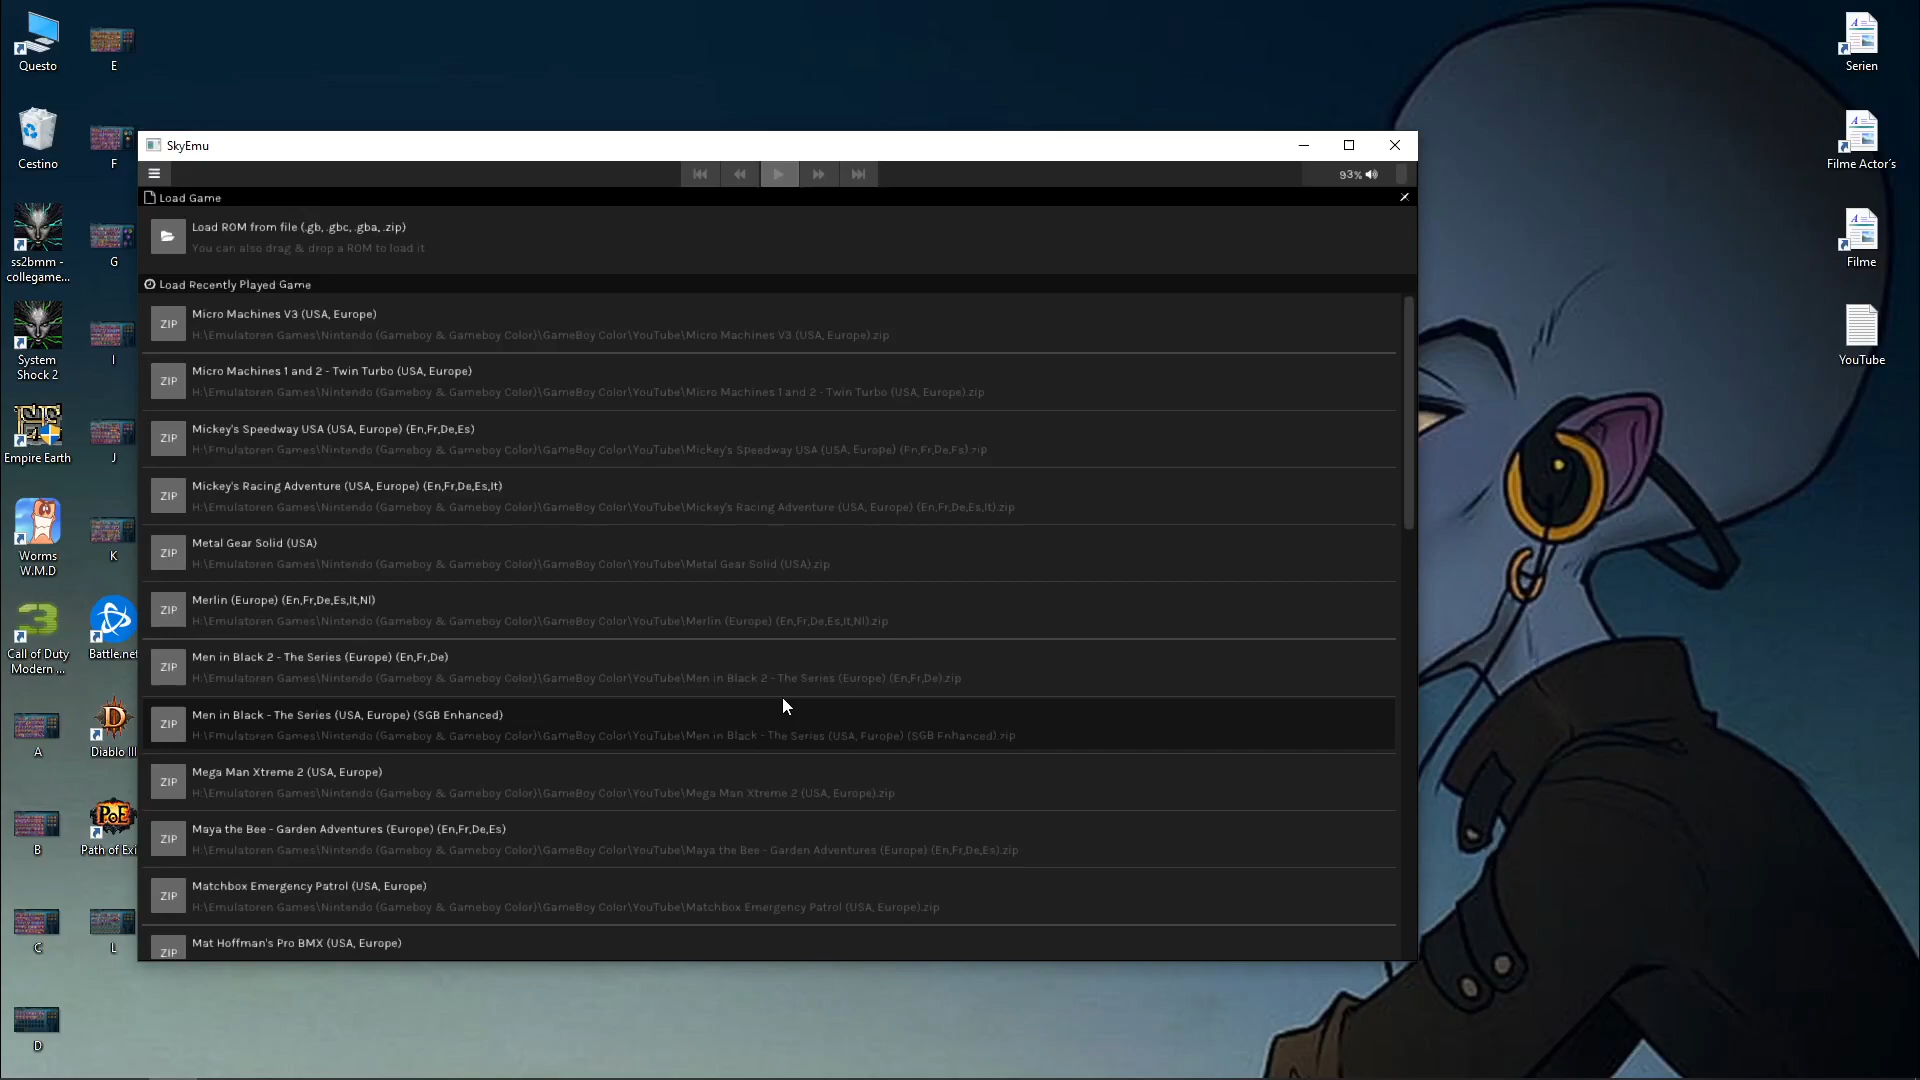 Questo
E
Serien
Cestino
F
Filme Actor's
SkyEmu
93%
Load Game
Load ROM from file (.gb, .gbc, .gba, .zip)
You can also drag & drop a ROM to load it
Load Recently Played Game
ZIP
Micro Machines V3 (USA, Europe)
H:\Emulatoren Games\Nintendo (Gameboy & Gameboy Color)\GameBoy Color\YouTube\Micro Machines V3 (USA, Europe).zip
ZIP
Micro Machines 1 and 2 - Twin Turbo (USA, Europe)
H:\Emulatoren Games\Nintendo (Gameboy & Gameboy Color)\GameBoy Color\YouTube\Micro Machines 1 and 2 - Twin Turbo (USA, Europe).zip
ZIP
Mickey's Speedway USA (USA, Europe) (En,Fr,De,Es)
H:\Emulatoren Games\Nintendo (Gameboy & Gameboy Color)\GameBoy Color\YouTube\Mickey's Speedway USA (USA, Europe) (En,Fr,De,Es).zip
ZIP
Mickey's Racing Adventure (USA, Europe) (En,Fr,De,Es,It)
H:\Emulatoren Games\Nintendo (Gameboy & Gameboy Color)\GameBoy Color\YouTube\Mickey's Racing Adventure (USA, Europe) (En,Fr,De,Es,It).zip
ZIP
Metal Gear Solid (USA)
H:\Emulatoren Games\Nintendo (Gameboy & Gameboy Color)\GameBoy Color\YouTube\Metal Gear Solid (USA).zip
ZIP
Merlin (Europe) (En,Fr,De,Es,It,Nl)
H:\Emulatoren Games\Nintendo (Gameboy & Gameboy Color)\GameBoy Color\YouTube\Merlin (Europe) (En,Fr,De,Es,It,Nl).zip
ZIP
Men in Black 2 - The Series (Europe) (En,Fr,De)
H:\Emulatoren Games\Nintendo (Gameboy & Gameboy Color)\GameBoy Color\YouTube\Men in Black 2 - The Series (Europe) (En,Fr,De).zip
ZIP
Men in Black - The Series (USA, Europe) (SGB Enhanced)
H:\Emulatoren Games\Nintendo (Gameboy & Gameboy Color)\GameBoy Color\YouTube\Men in Black - The Series (USA, Europe) (SGB Enhanced).zip
ZIP
Mega Man Xtreme 2 (USA, Europe)
H:\Emulatoren Games\Nintendo (Gameboy & Gameboy Color)\GameBoy Color\YouTube\Mega Man Xtreme 2 (USA, Europe).zip
ZIP
Maya the Bee - Garden Adventures (Europe) (En,Fr,De,Es)
H:\Emulatoren Games\Nintendo (Gameboy & Gameboy Color)\GameBoy Color\YouTube\Maya the Bee - Garden Adventures (Europe) (En,Fr,De,Es).zip
ZIP
Matchbox Emergency Patrol (USA, Europe)
H:\Emulatoren Games\Nintendo (Gameboy & Gameboy Color)\GameBoy Color\YouTube\Matchbox Emergency Patrol (USA, Europe).zip
ZIP
Mat Hoffman's Pro BMX (USA, Europe)
ss2bmm -
collegame...
G
Filme
System
Shock 2
I
YouTube
Empire Earth
J
Worms
W.M.D
K
3
Call of Duty
Modern ...
Battle.net
A
Diablo III
B
PoE
Path of Exi
C
L
D